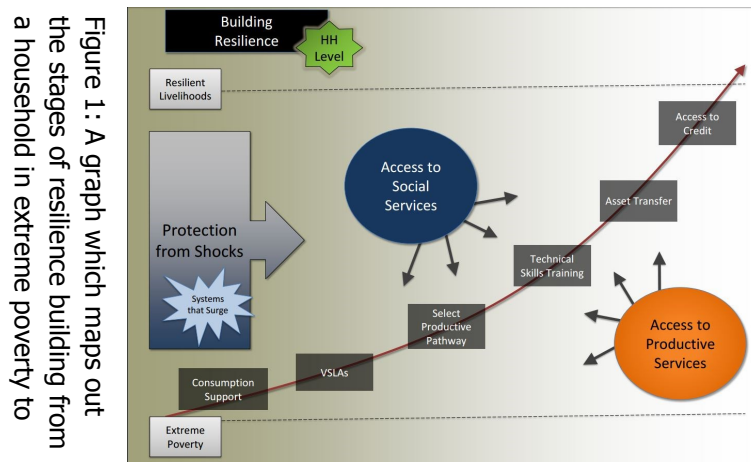 Figure 1: A graph which maps out
the stages of resilience building from
a household in extreme poverty to
Building
Resilience
HH
Level
Resilient
Livelihoods
Access to
Credit
Access to
Social
Services
Asset Transfer
Protection
from Shocks
Technical
Skills Training
Systems
that Surge
Select
Productive
Pathway
Access to
Productive
Services
VSLAs
Consumption
Support
Extreme
Poverty